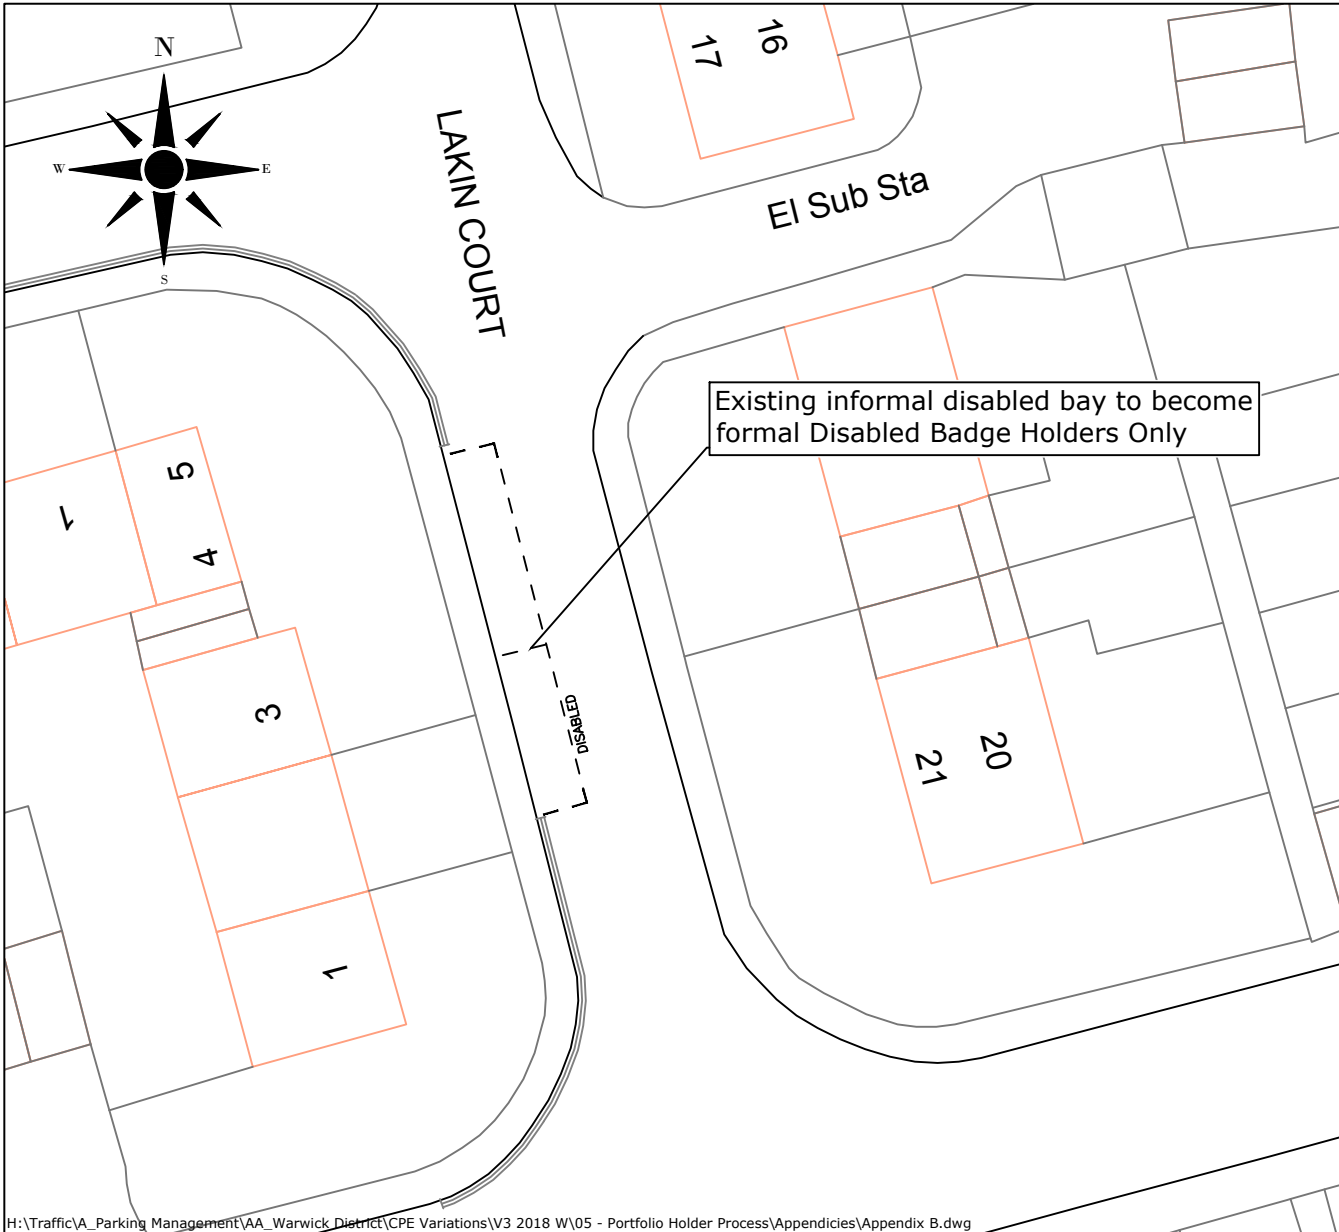 N
W
E
S
17
16
LAKIN COURT
El Sub Sta
Existing informal disabled bay to become
formal Disabled Badge Holders Only
5
1
4
3
DISABLED
21
20
1
H:\Traffic\A_Parking Management\AA_Warwick District\CPE Variations\V3 2018 W\05 - Portfolio Holder Process\Appendicies\Appendix B.dwg